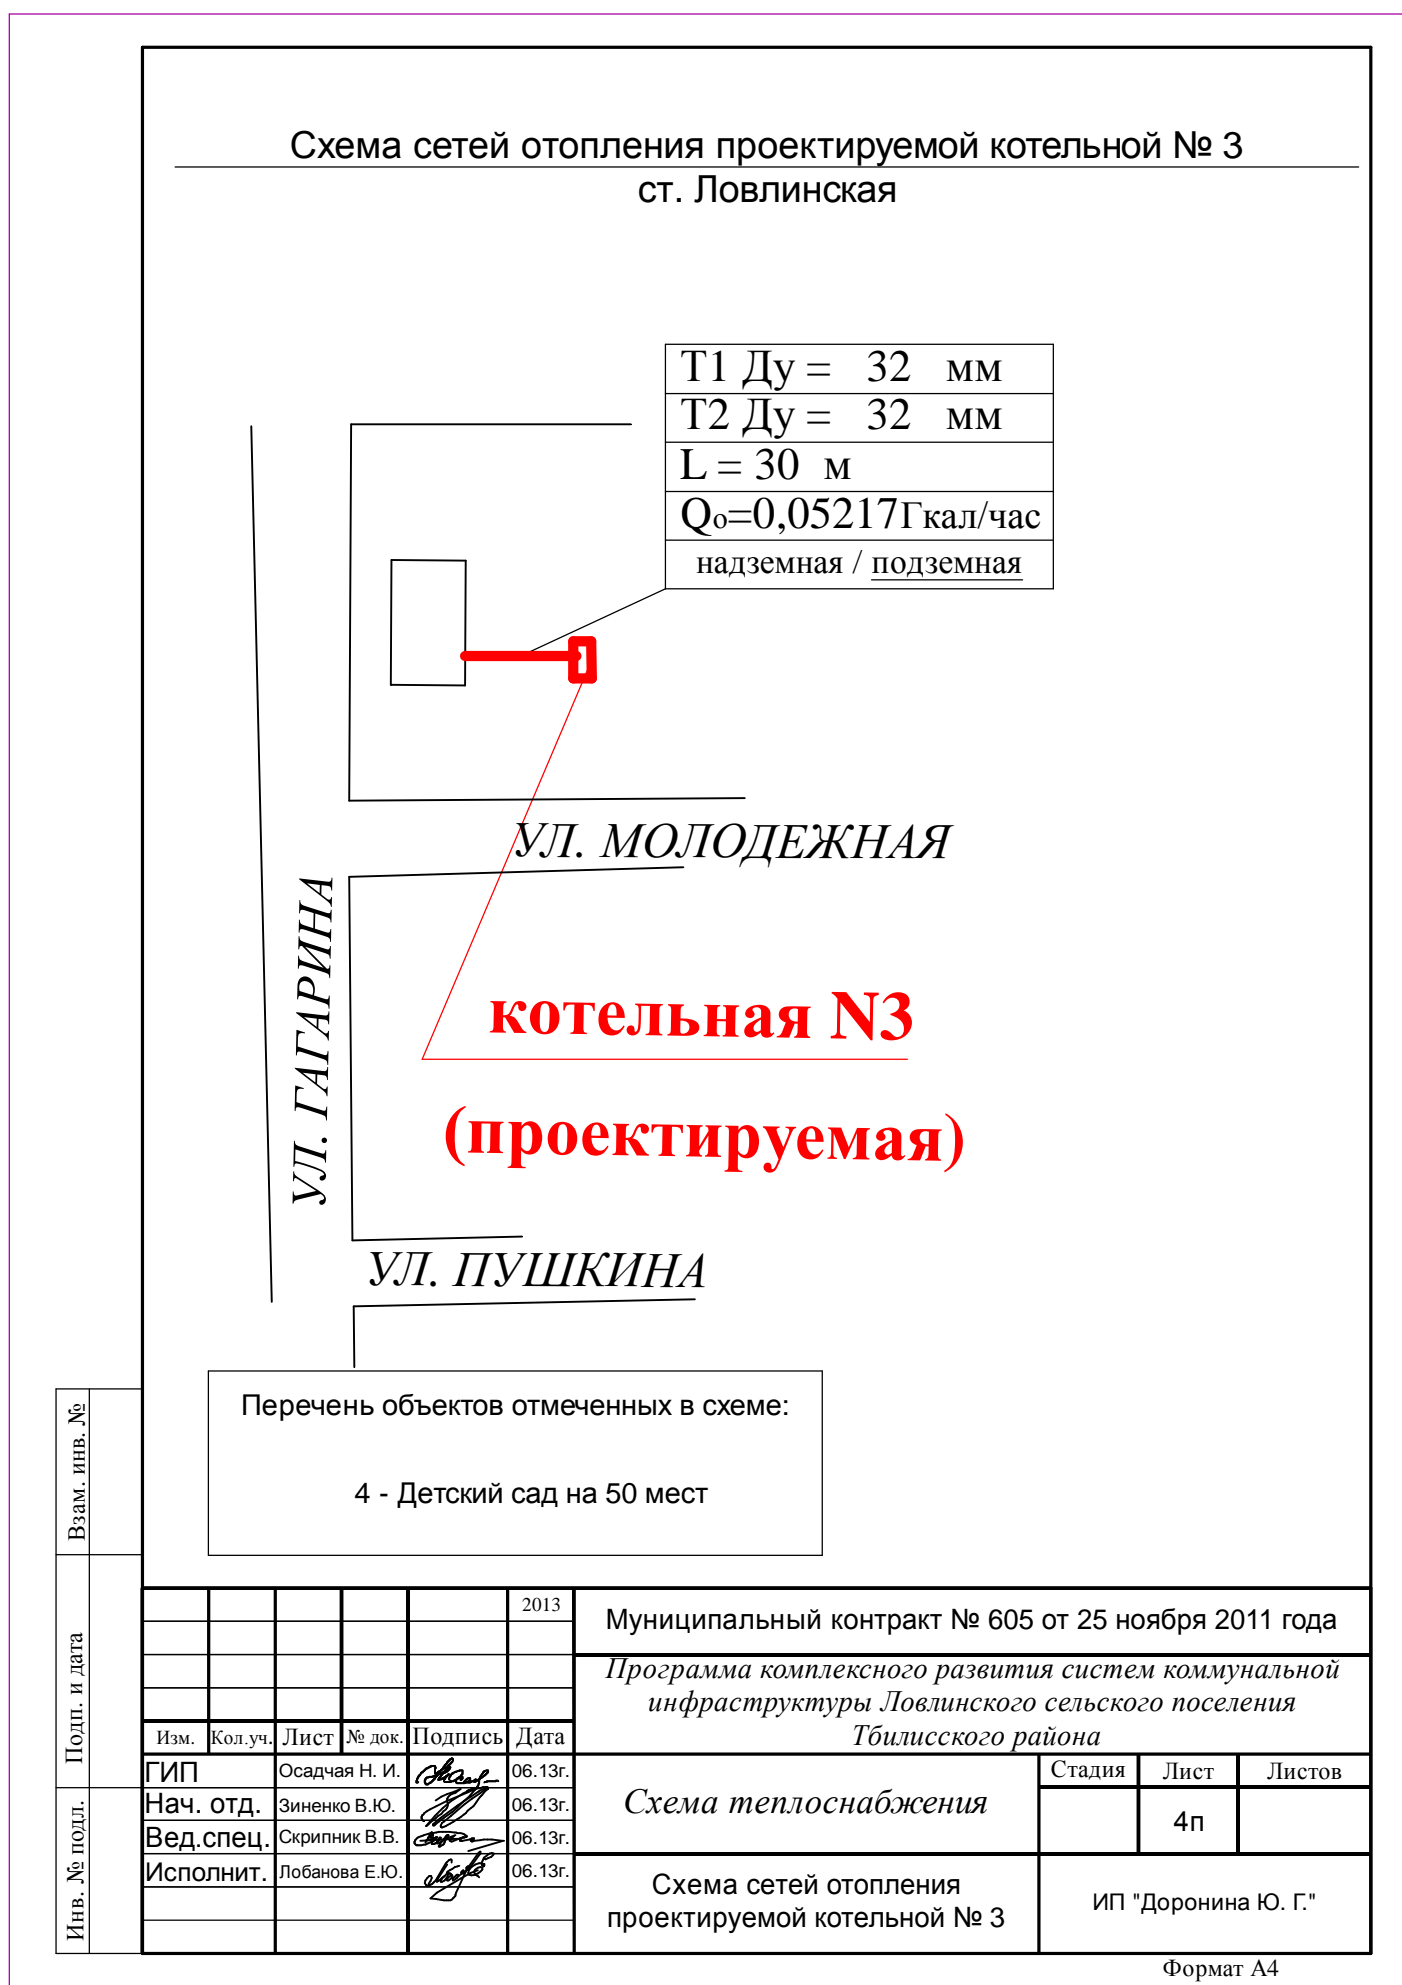 Схема сетей отопления проектируемой котельной № 3
ст. Ловлинская
Т1 Ду = 32 мм
Т2 Ду = 32 мм
L = 30 м
Qо=0,05217Гкал/час
надземная / подземная
УЛ. МОЛОДЕЖНАЯ
УЛ. ГАГАРИНА
котельная N3
(проектируемая)
УЛ. ПУШКИНА
Перечень объектов отмеченных в схеме:
4 - Детский сад на 50 мест
Взам. инв. №
Подп. и дата
Инв. № подл.
2013
Изм. Кол.уч. Лист № док. Подпись Дата
ГИП Осадчая Н. И. 06.13г.
Нач. отд. Зиненко В.Ю. 06.13г.
Вед.спец. Скрипник В.В. 06.13г.
Исполнит. Лобанова Е.Ю. 06.13г.
Муниципальный контракт № 605 от 25 ноября 2011 года
Программа комплексного развития систем коммунальной
инфраструктуры Ловлинского сельского поселения
Тбилисского района
Схема теплоснабжения
Стадия Лист Листов
4п
Схема сетей отопления
проектируемой котельной № 3
ИП "Доронина Ю. Г."
Формат А4